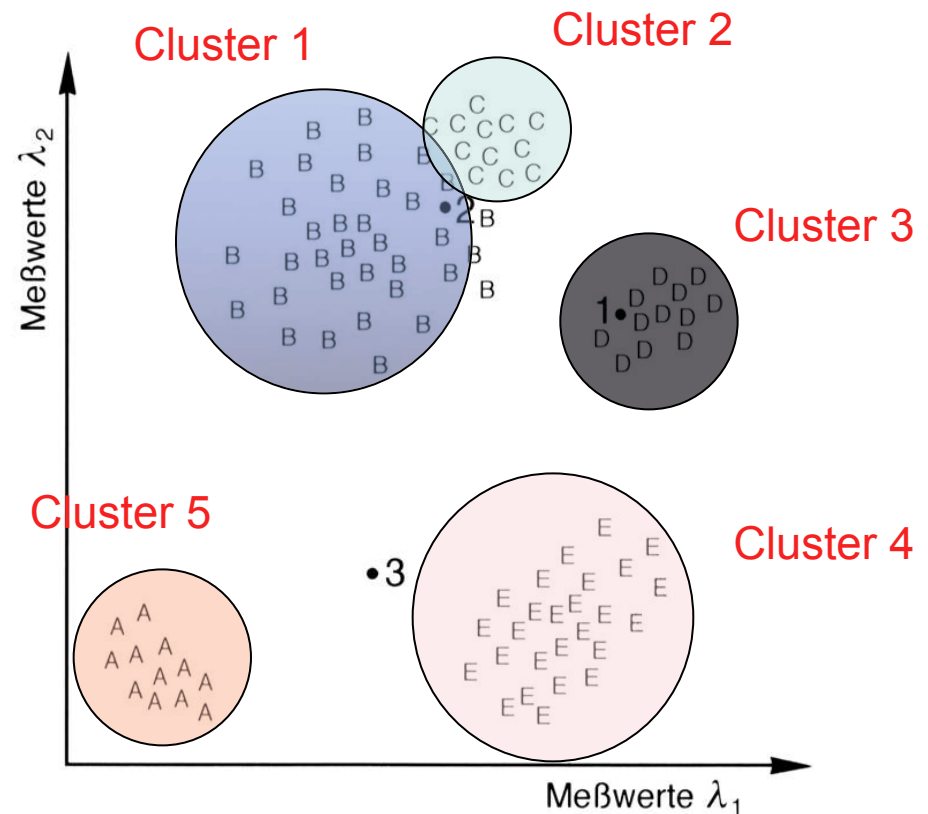 Cluster 1
Cluster 2
Meßwerte λ₂
B
B
B B
B B
B B B
B B
B B B
B B B
B B B B
B B B B
B B B
B B B
B B
B B
B B
B
B
C
C C C C C
C C C
C C C
2
Cluster 3
D D
D D D
1 D D D
D D D
D
Cluster 5
Cluster 4
3
E
E E
E E E
E E E
E E E E
E E E E
E E E E
E E
E E
E E
A
A A
A A A
A A
A A A
A
Meßwerte λ₁